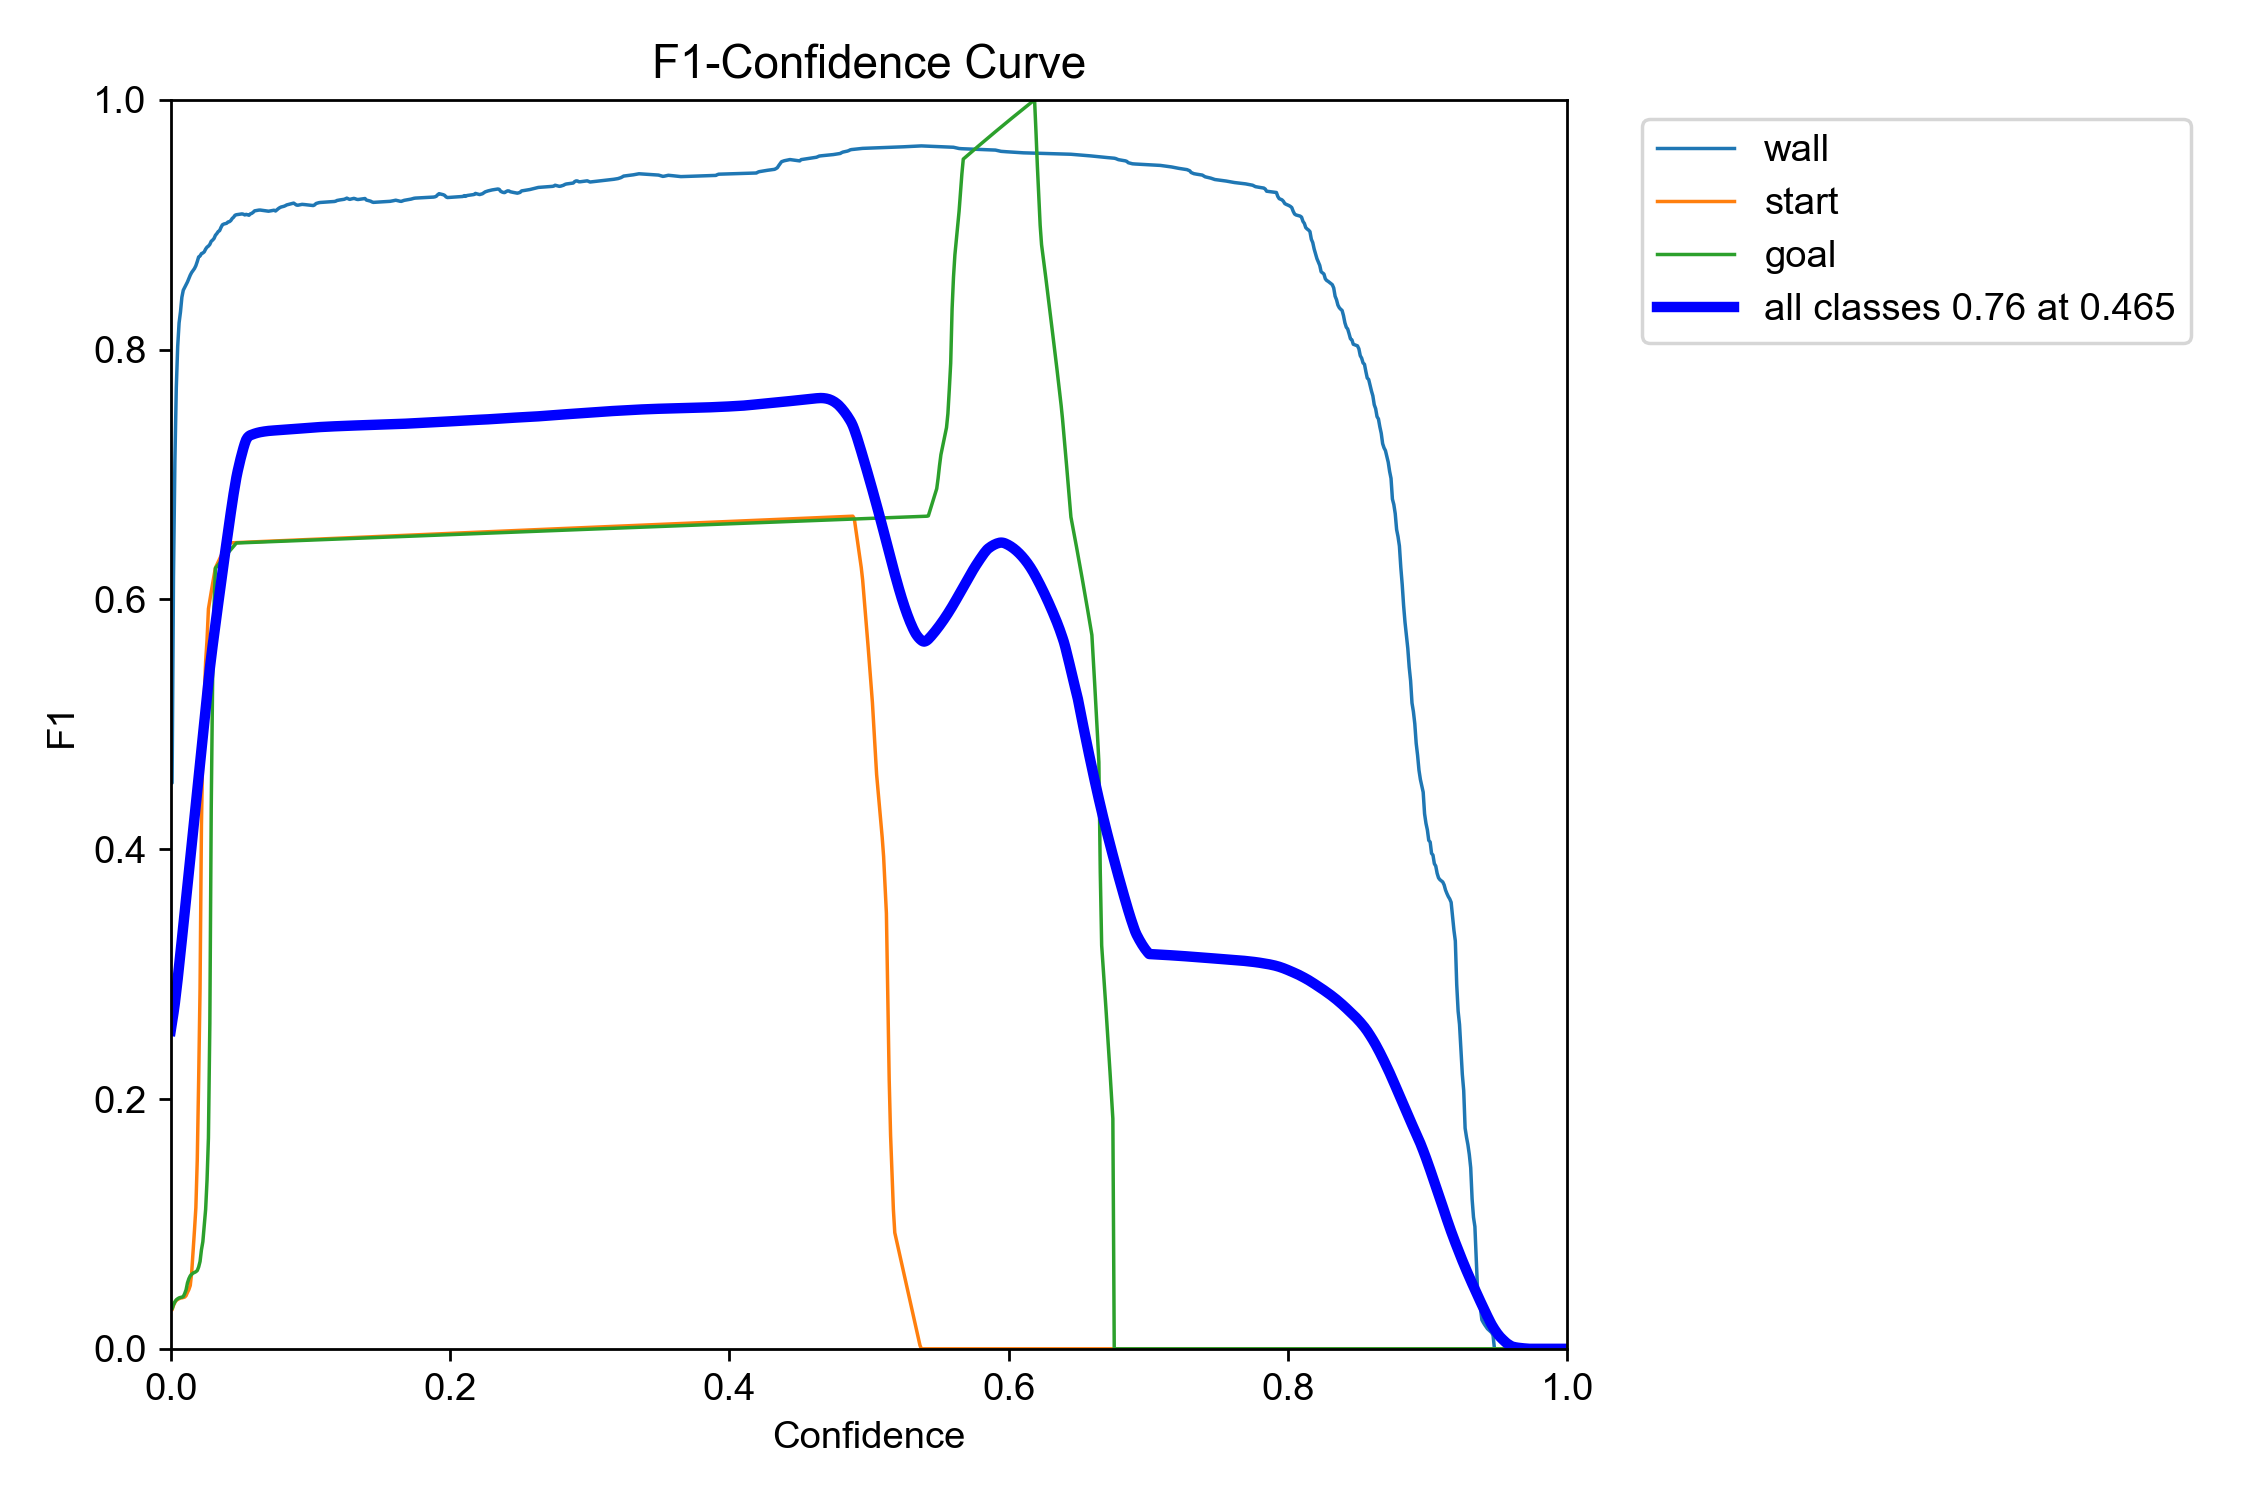 F1-Confidence Curve
1.0
0.8
0.6
0.4
0.2
0.0
F1
0.0 0.2 0.4 0.6 0.8 1.0
Confidence
wall
start
goal
all classes 0.76 at 0.465